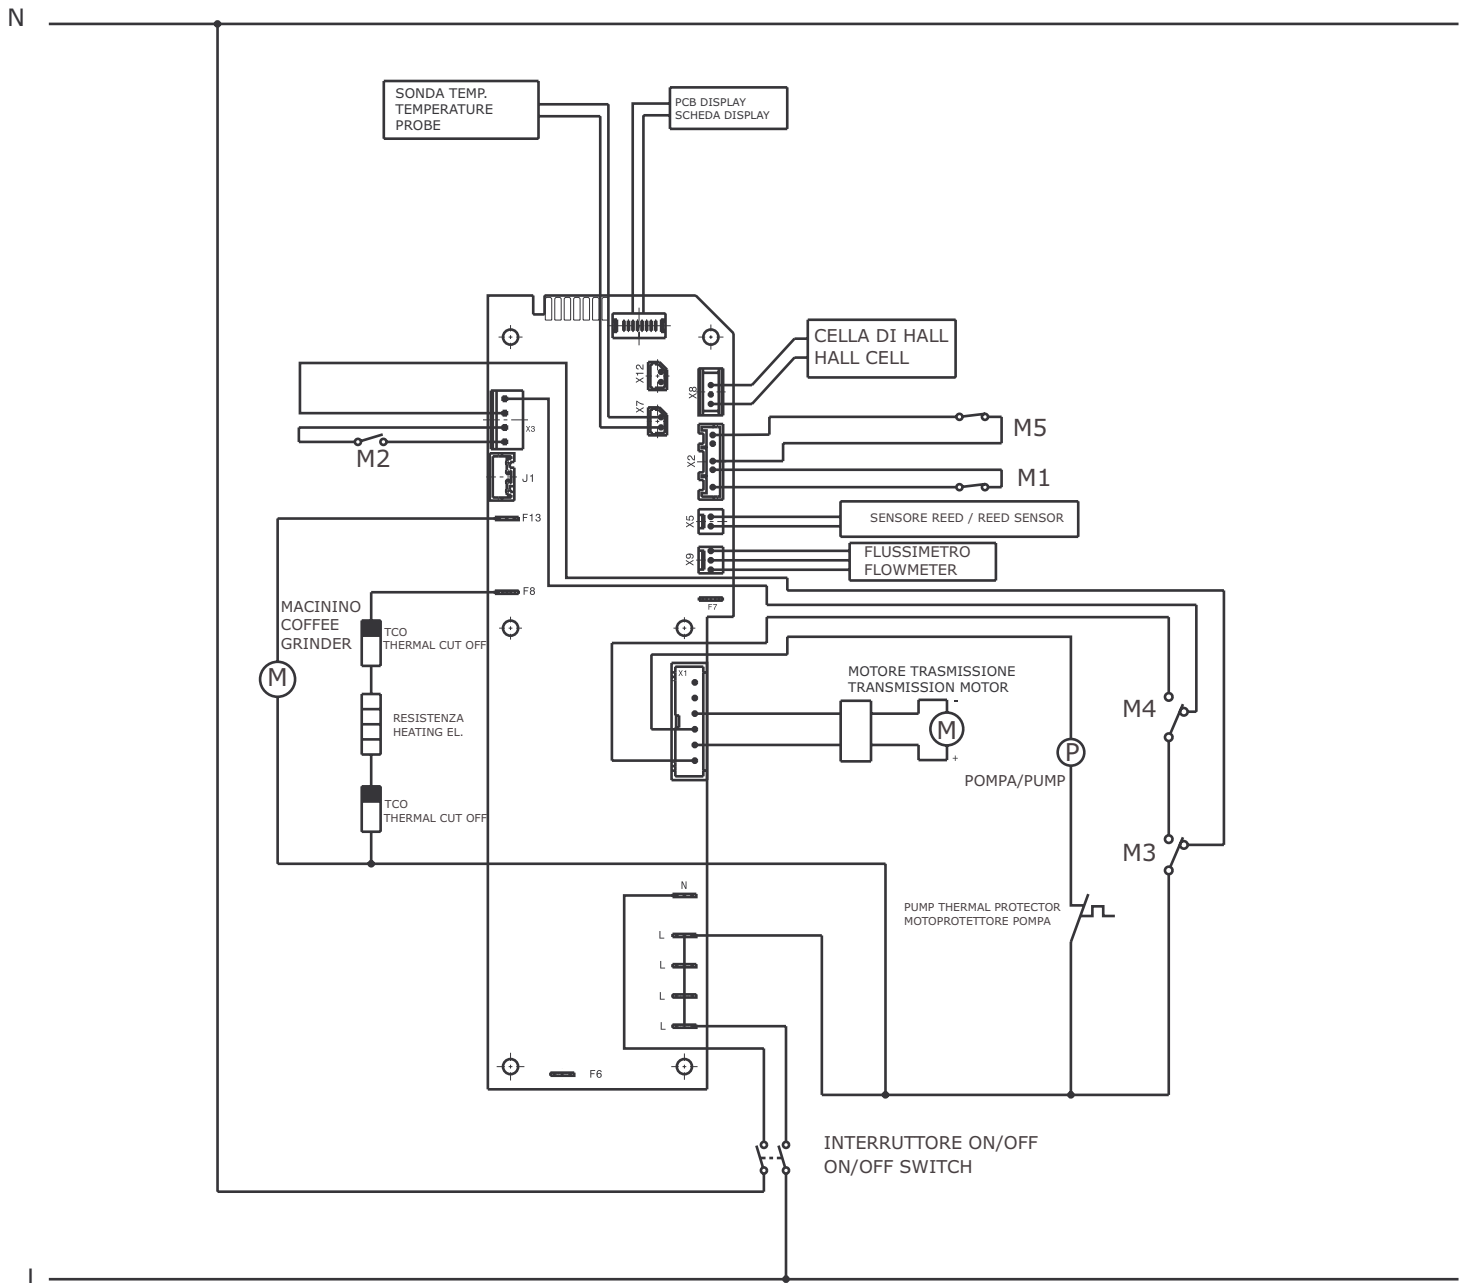 N
SONDA TEMP.
TEMPERATURE
PROBE
PCB DISPLAY
SCHEDA DISPLAY
X12
X7
X8
CELLA DI HALL
HALL CELL
X3
M2
J1
X2
M5
M1
X5
SENSORE REED / REED SENSOR
X9
FLUSSIMETRO
FLOWMETER
F13
F8
F7
MACININO
COFFEE
GRINDER
M
TCO
THERMAL CUT OFF
RESISTENZA
HEATING EL.
TCO
THERMAL CUT OFF
X1
MOTORE TRASMISSIONE
TRANSMISSION MOTOR
-
M
+
M4
P
POMPA/PUMP
M3
PUMP THERMAL PROTECTOR
MOTOPROTETTORE POMPA
N
L
L
L
L
F6
INTERRUTTORE ON/OFF
ON/OFF SWITCH
L